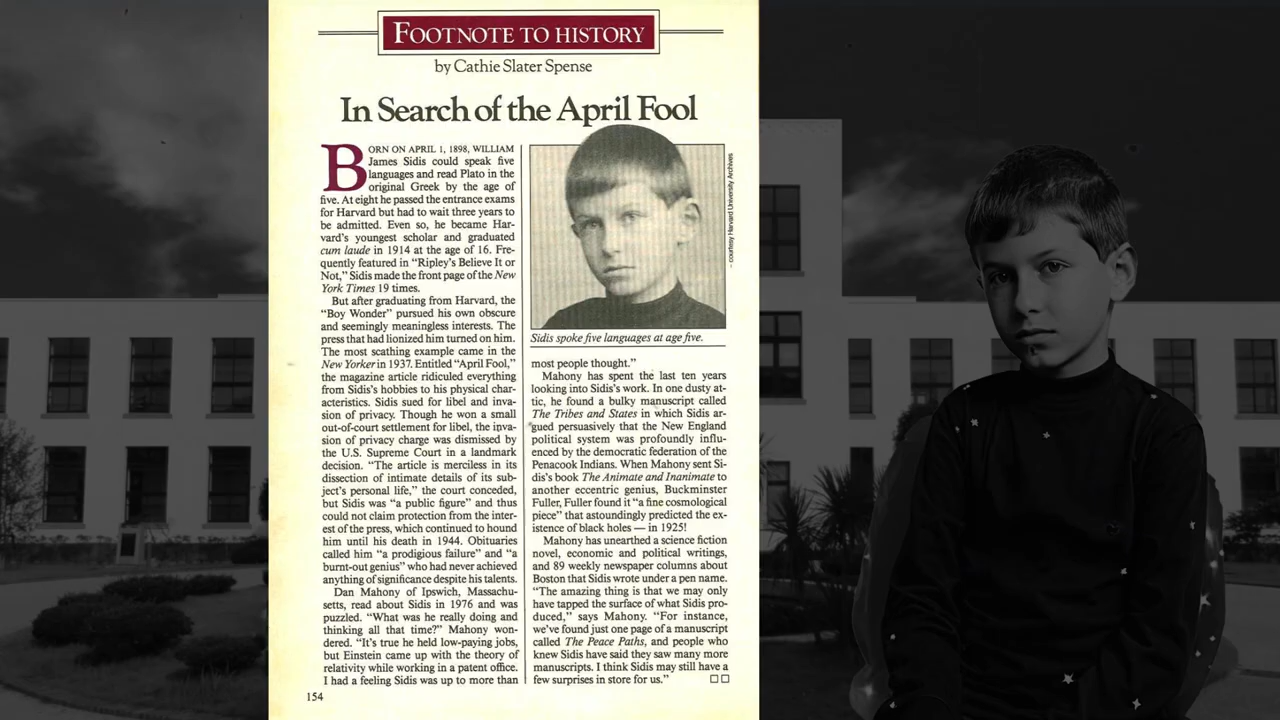 FOOTNOTE TO HISTORY
by Cathie Slater Spense
In Search of the April Fool
BORN ON APRIL 1, 1898, WILLIAM
James Sidis could speak five
languages and read Plato in the
original Greek by the age of
five. At eight he passed the entrance exams
for Harvard but had to wait three years to
be admitted. Even so, he became Har-
vard's youngest scholar and graduated
cum laude in 1914 at the age of 16. Fre-
quently featured in “Ripley's Believe It or
Not,” Sidis made the front page of the New
York Times 19 times.
But after graduating from Harvard, the
“Boy Wonder” pursued his own obscure
and seemingly meaningless interests. The
press that had lionized him turned on him.
The most scathing example came in the
New Yorker in 1937. Entitled “April Fool,”
the magazine article ridiculed everything
from Sidis's hobbies to his physical char-
acteristics. Sidis sued for libel and inva-
sion of privacy. Though he won a small
out-of-court settlement for libel, the inva-
sion of privacy charge was dismissed by
the U.S. Supreme Court in a landmark
decision. “The article is merciless in its
dissection of intimate details of its sub-
ject's personal life,” the court conceded,
but Sidis was “a public figure” and thus
could not claim protection from the inter-
est of the press, which continued to hound
him until his death in 1944. Obituaries
called him “a prodigious failure” and “a
burnt-out genius” who had never achieved
anything of significance despite his talents.
Dan Mahony of Ipswich, Massachu-
setts, read about Sidis in 1976 and was
puzzled. “What was he really doing and
thinking all that time?” Mahony won-
dered. “It's true he held low-paying jobs,
but Einstein came up with the theory of
relativity while working in a patent office.
I had a feeling Sidis was up to more than
– courtesy Harvard University Archives
Sidis spoke five languages at age five.
most people thought.”
Mahony has spent the last ten years
looking into Sidis's work. In one dusty at-
tic, he found a bulky manuscript called
The Tribes and States in which Sidis ar-
gued persuasively that the New England
political system was profoundly influ-
enced by the democratic federation of the
Penacook Indians. When Mahony sent Si-
dis's book The Animate and Inanimate to
another eccentric genius, Buckminster
Fuller, Fuller found it “a fine cosmological
piece” that astoundingly predicted the ex-
istence of black holes — in 1925!
Mahony has unearthed a science fiction
novel, economic and political writings,
and 89 weekly newspaper columns about
Boston that Sidis wrote under a pen name.
“The amazing thing is that we may only
have tapped the surface of what Sidis pro-
duced,” says Mahony. “For instance,
we've found just one page of a manuscript
called The Peace Paths, and people who
knew Sidis have said they saw many more
manuscripts. I think Sidis may still have a
few surprises in store for us.”
154